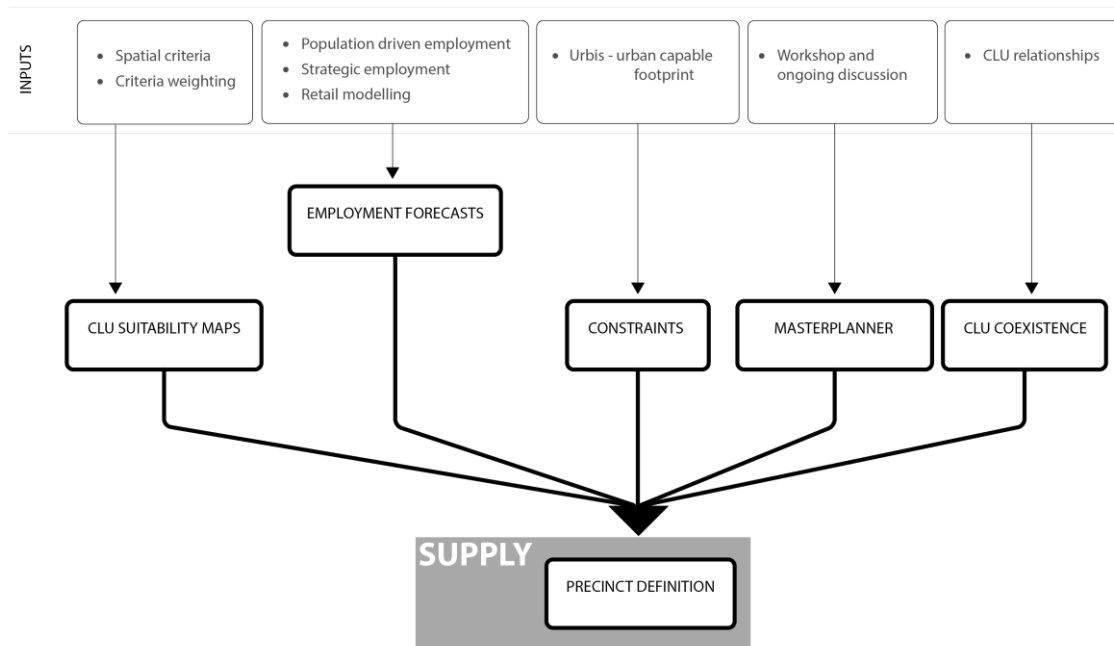 INPUTS
• Spatial criteria
• Criteria weighting
• Population driven employment
• Strategic employment
• Retail modelling
• Urbis - urban capable
footprint
• Workshop and
ongoing discussion
• CLU relationships
EMPLOYMENT FORECASTS
CLU SUITABILITY MAPS
CONSTRAINTS
MASTERPLANNER
CLU COEXISTENCE
SUPPLY
PRECINCT DEFINITION